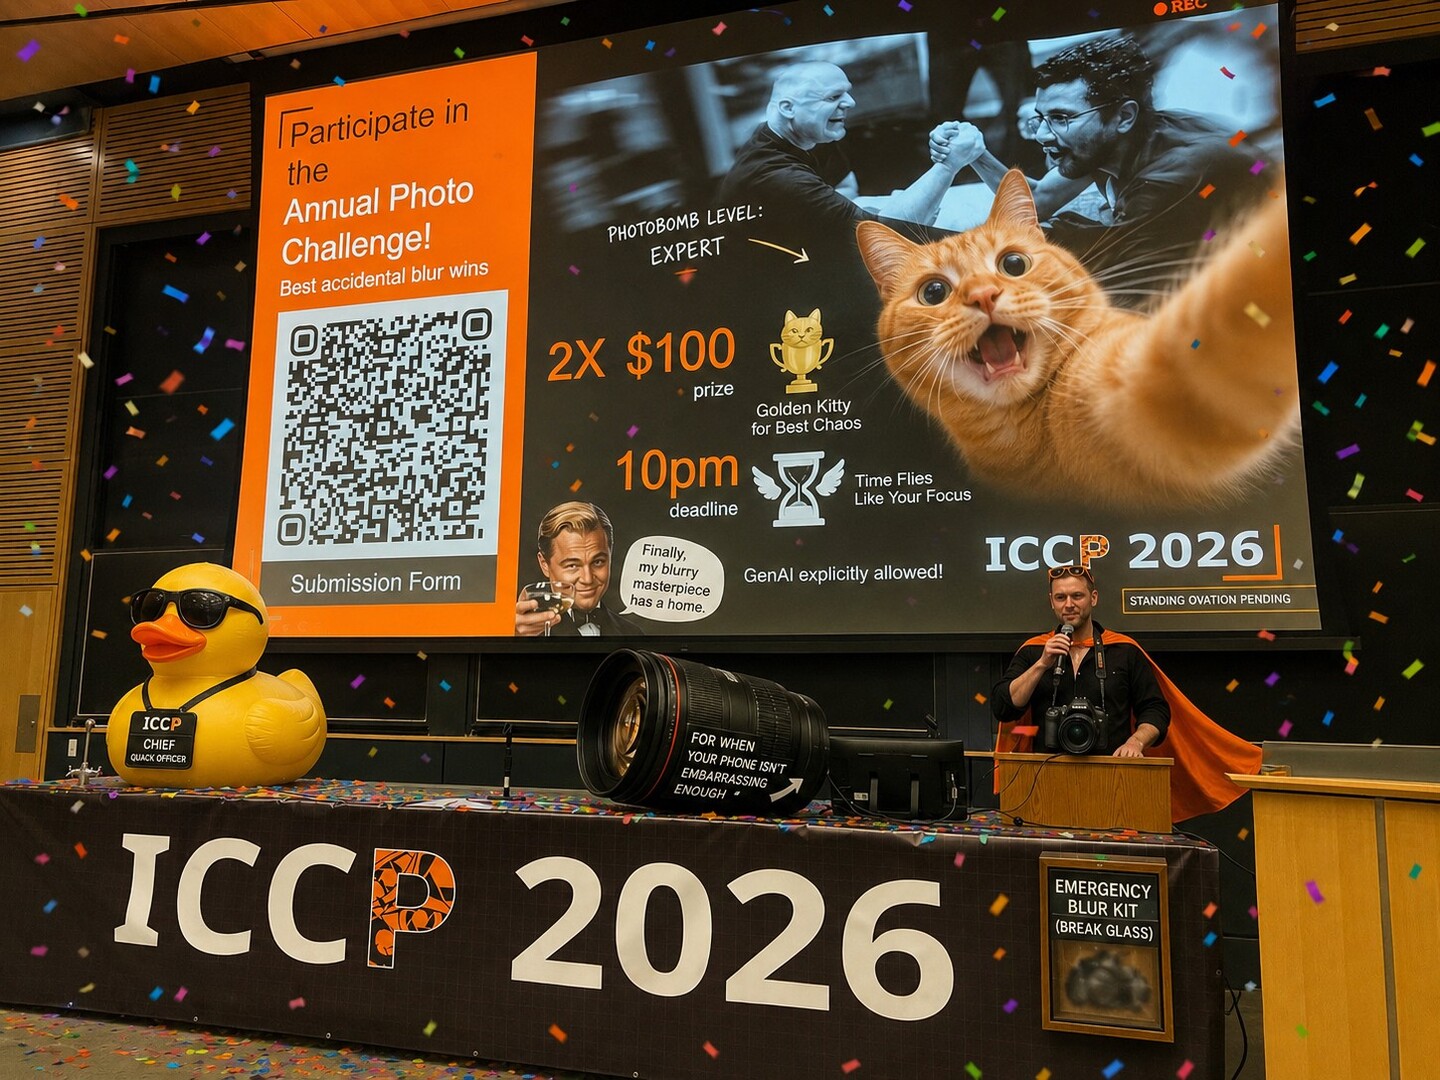 REC
Participate in
the
Annual Photo
Challenge!
Best accidental blur wins
Submission Form
PHOTOBOMB LEVEL:
EXPERT
2X $100
prize
Golden Kitty
for Best Chaos
10pm
deadline
Time Flies
Like Your Focus
Finally,
my blurry
masterpiece
has a home.
GenAI explicitly allowed!
ICCP 2026
STANDING OVATION PENDING
ICCP
CHIEF
QUACK OFFICER
FOR WHEN
YOUR PHONE ISN'T
EMBARRASSING
ENOUGH
ICCP 2026
EMERGENCY
BLUR KIT
(BREAK GLASS)